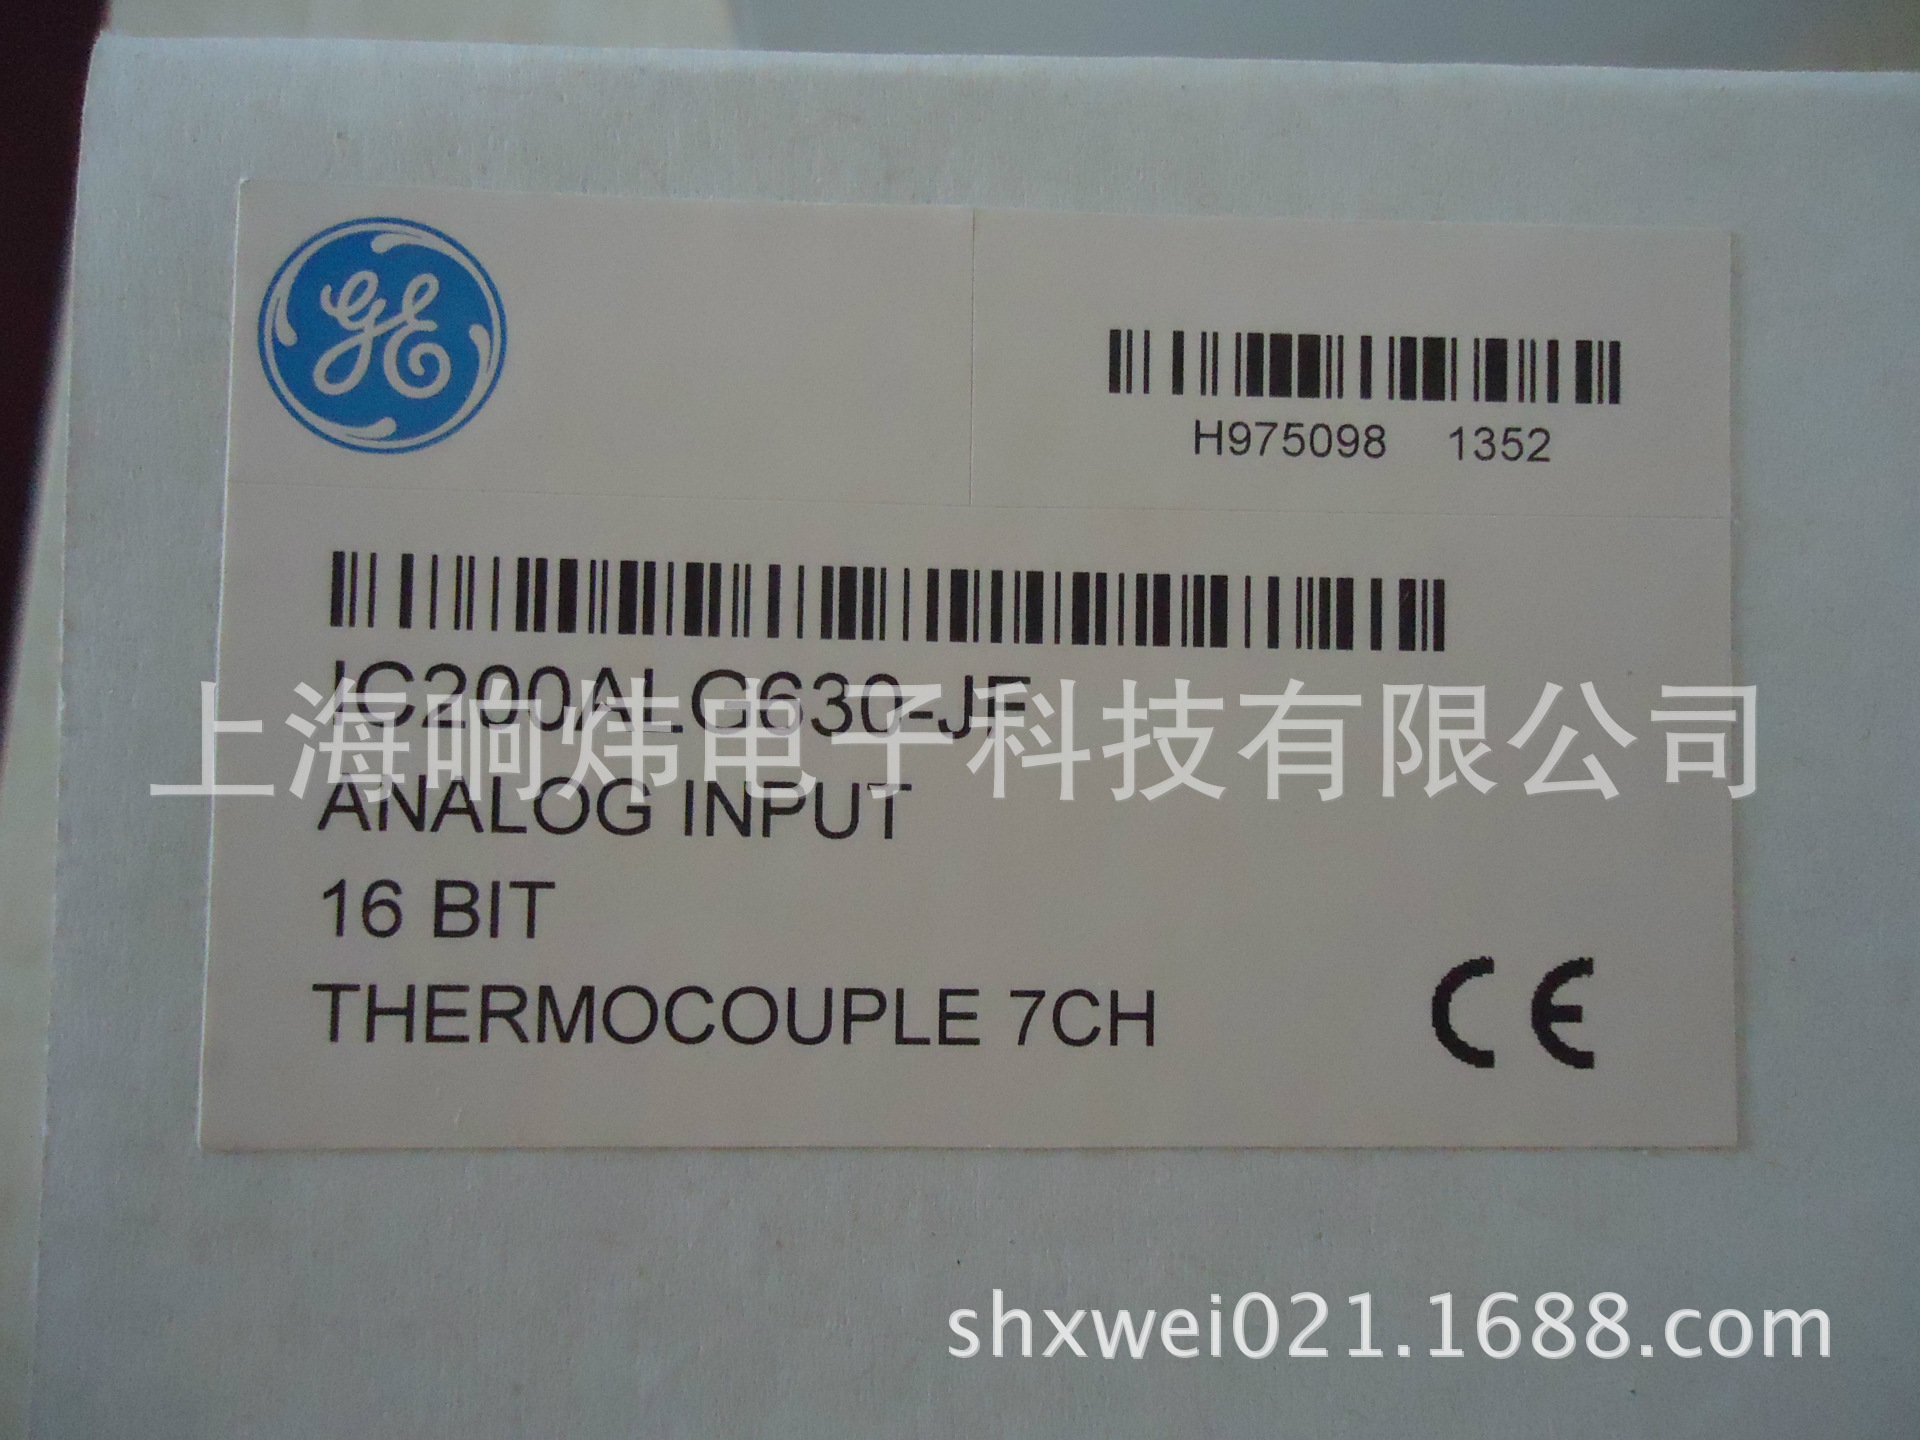 GE
H975098 1352
IC200ALG630-JF
上海响炜电子科技有限公司
ANALOG INPUT
16 BIT
THERMOCOUPLE 7CH
CE
shxwei021.1688.com